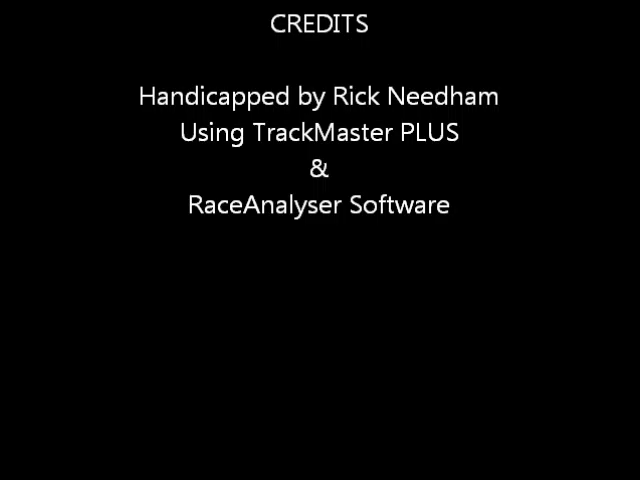 CREDITS
Handicapped by Rick Needham
Using TrackMaster PLUS
&
RaceAnalyser Software